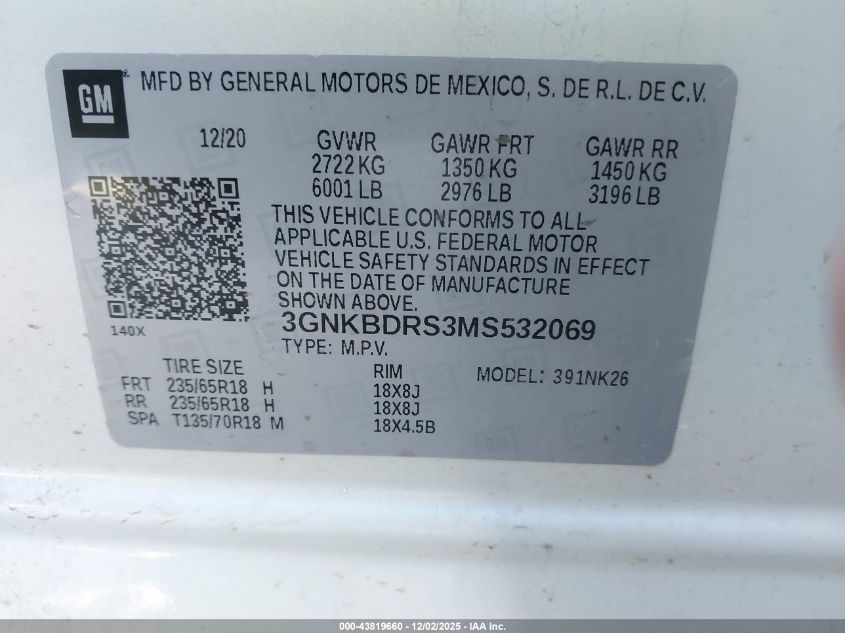 GM
MFD BY GENERAL MOTORS DE MEXICO, S. DE R.L. DE C.V.
12/20 GVWR GAWR FRT GAWR RR
2722 KG 1350 KG 1450 KG
6001 LB 2976 LB 3196 LB
THIS VEHICLE CONFORMS TO ALL
APPLICABLE U.S. FEDERAL MOTOR
VEHICLE SAFETY STANDARDS IN EFFECT
ON THE DATE OF MANUFACTURE
SHOWN ABOVE.
140X
3GNKBDRS3MS532069
TYPE: M.P.V.
TIRE SIZE RIM MODEL: 391NK26
FRT 235/65R18 H 18X8J
RR 235/65R18 H 18X8J
SPA T135/70R18 M 18X4.5B
000-43819660 - 12/02/2025 - IAA Inc.